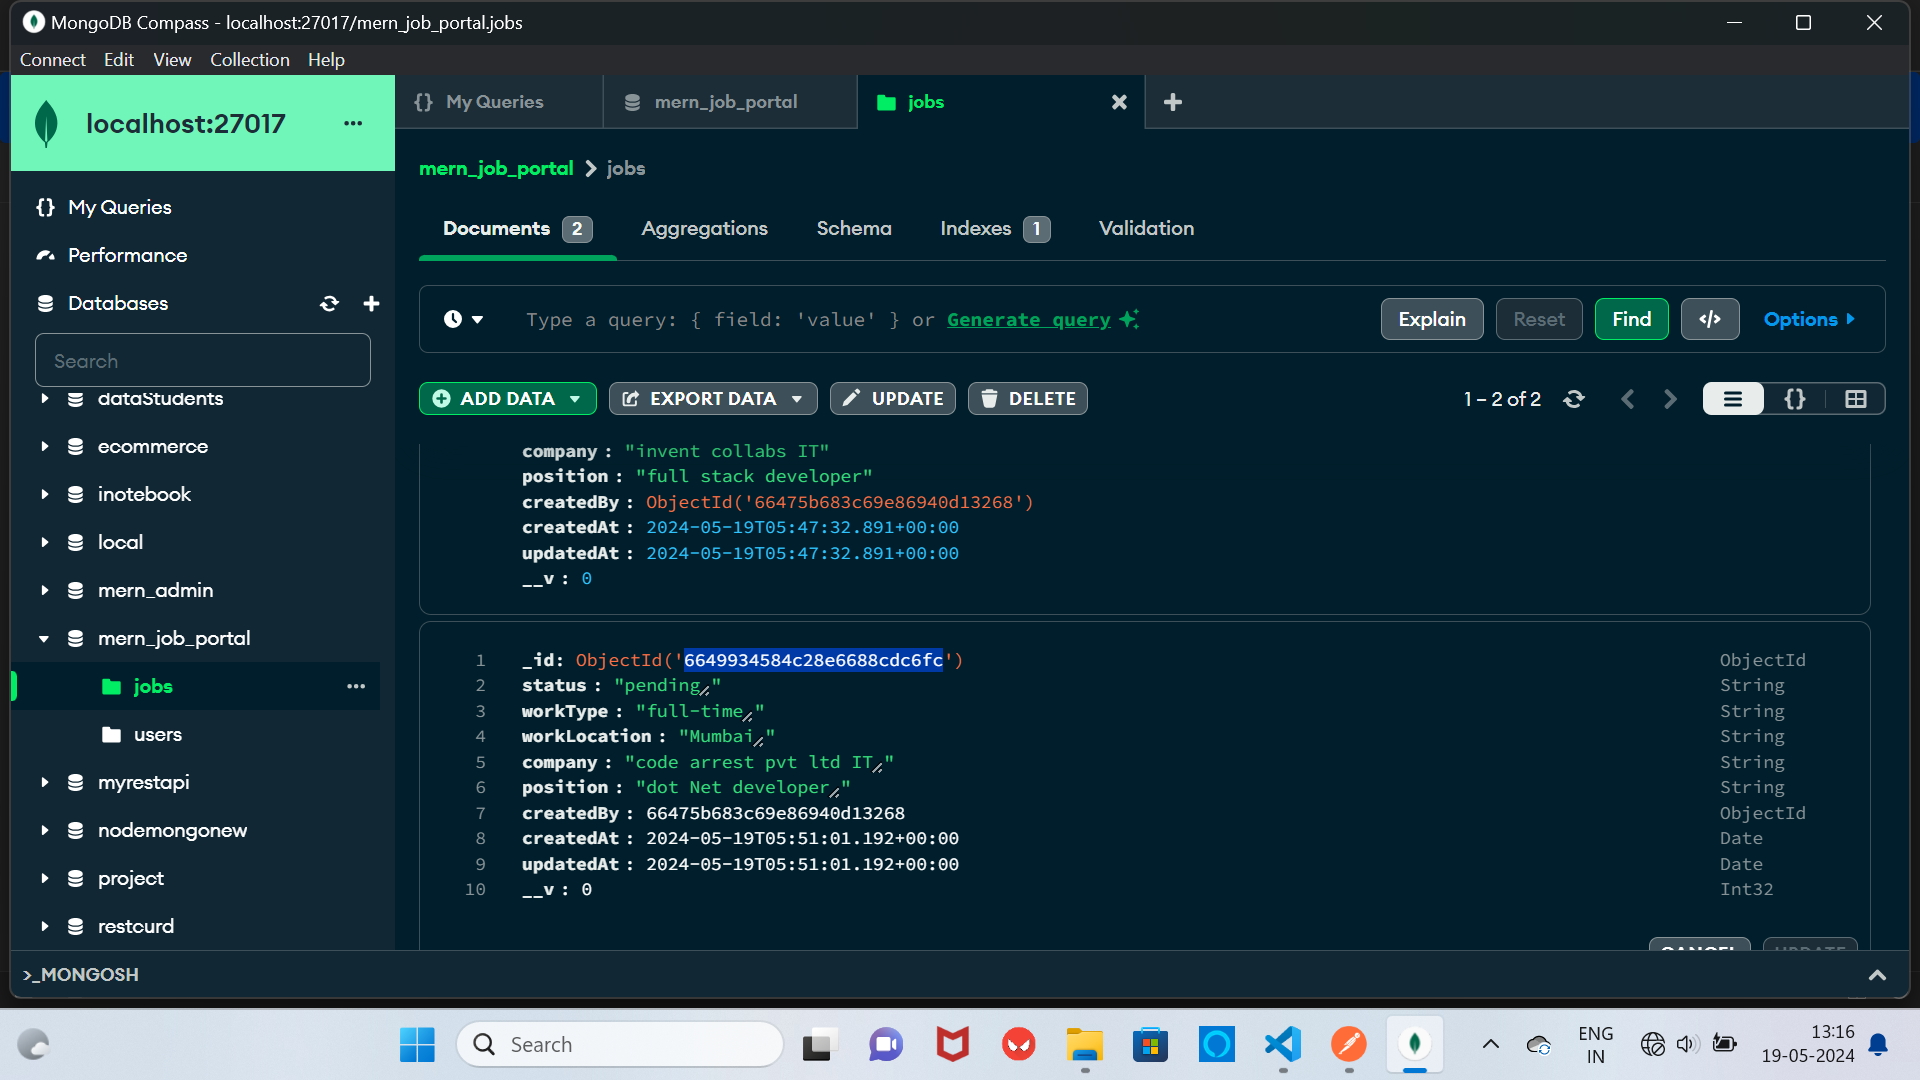 MongoDB Compass - localhost:27017/mern_job_portal.jobs
Connect Edit View Collection Help
localhost:27017 ...
{} My Queries
mern_job_portal
jobs
My Queries
Performance
Databases
Search
dataStudents
ecommerce
inotebook
local
mern_admin
mern_job_portal
jobs ...
users
myrestapi
nodemongonew
project
restcurd
mern_job_portal > jobs
Documents 2 Aggregations Schema Indexes 1 Validation
Type a query: { field: 'value' } or Generate query
Explain Reset Find </> Options
ADD DATA EXPORT DATA UPDATE DELETE 1 – 2 of 2 {}
company : "invent collabs IT"
position : "full stack developer"
createdBy : ObjectId('66475b683c69e86940d13268')
createdAt : 2024-05-19T05:47:32.891+00:00
updatedAt : 2024-05-19T05:47:32.891+00:00
__v : 0
1 _id: ObjectId('6649934584c28e6688cdc6fc') ObjectId
2 status : "pending" String
3 workType : "full-time" String
4 workLocation : "Mumbai" String
5 company : "code arrest pvt ltd IT" String
6 position : "dot Net developer" String
7 createdBy : 66475b683c69e86940d13268 ObjectId
8 createdAt : 2024-05-19T05:51:01.192+00:00 Date
9 updatedAt : 2024-05-19T05:51:01.192+00:00 Date
10 __v : 0 Int32
CANCEL UPDATE
>_MONGOSH
Search
ENG
IN
13:16
19-05-2024